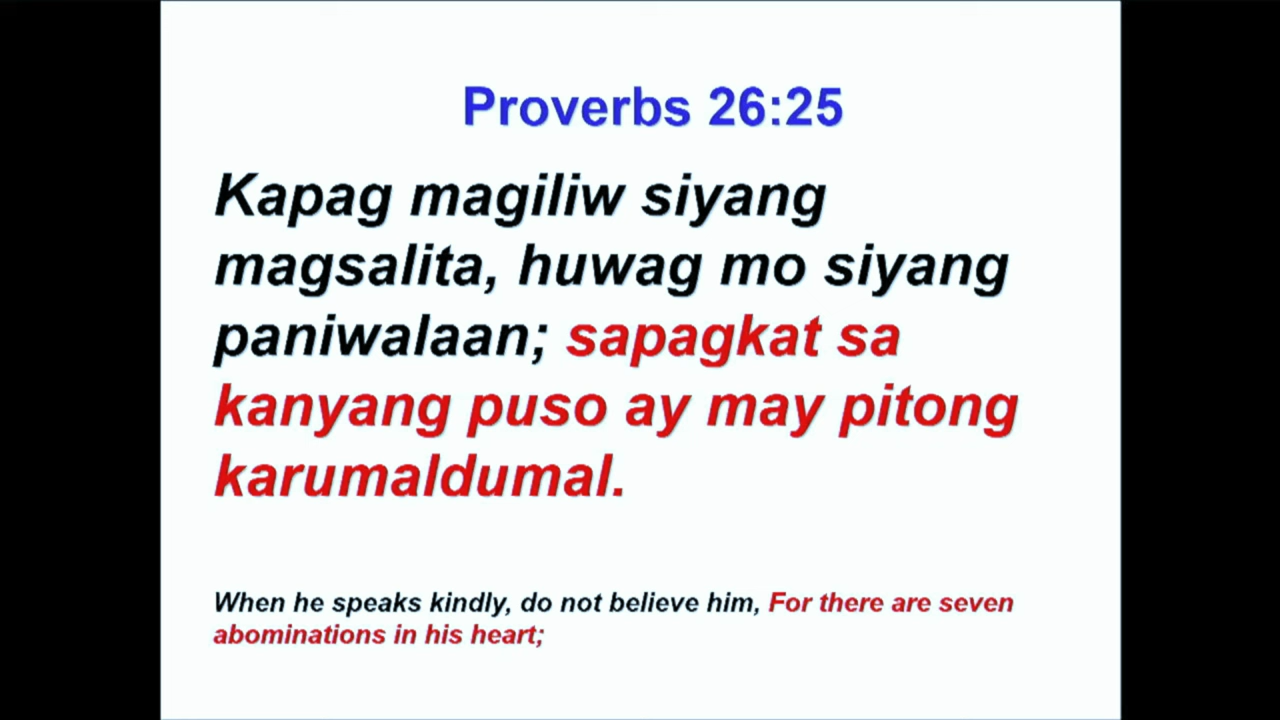 Proverbs 26:25
Kapag magiliw siyang
magsalita, huwag mo siyang
paniwalaan; sapagkat sa
kanyang puso ay may pitong
karumaldumal.
When he speaks kindly, do not believe him, For there are seven
abominations in his heart;